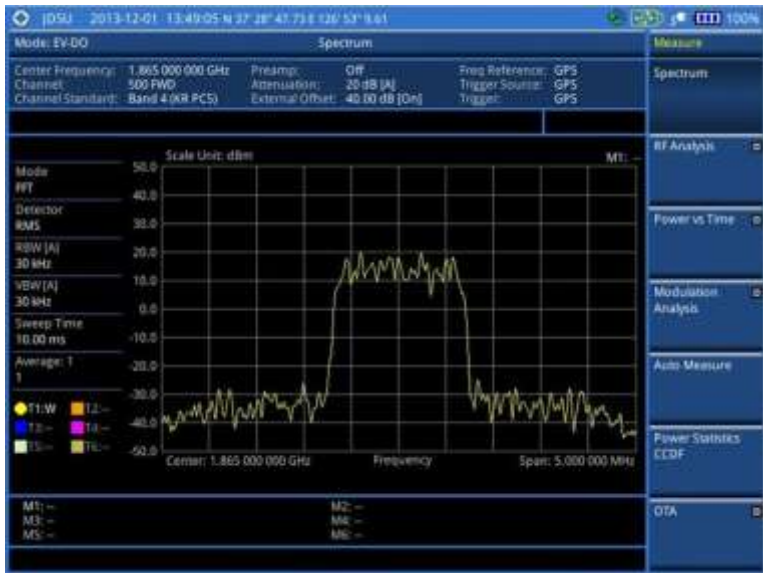 JDSU 2013-12-01 13:49:05 N 37° 28' 47.73 E 126° 53' 9.61 100%
Mode: EV-DO Spectrum Measure
Center Frequency: 1.865 000 000 GHz Preamp: Off Freq Reference: GPS
Channel: 500 FWD Attenuation: 20 dB [A] Trigger Source: GPS
Channel Standard: Band 4 (KR PCS) External Offset: 40.00 dB [On] Trigger: GPS
Spectrum
RF Analysis
Power vs Time
Modulation
Analysis
Auto Measure
Power Statistics
CCDF
OTA
Scale Unit: dBm M1: --
Mode
FFT
Detector
RMS
RBW [A]
30 kHz
VBW [A]
30 kHz
Sweep Time
10.00 ms
Average: 1
1
T1:W T2:--
T3:-- T4:--
T5:-- T6:--
50.0
40.0
30.0
20.0
10.0
0.0
-10.0
-20.0
-30.0
-40.0
-50.0
Center: 1.865 000 000 GHz Frequency Span: 5.000 000 MHz
M1: -- M2: --
M3: -- M4: --
M5: -- M6: --